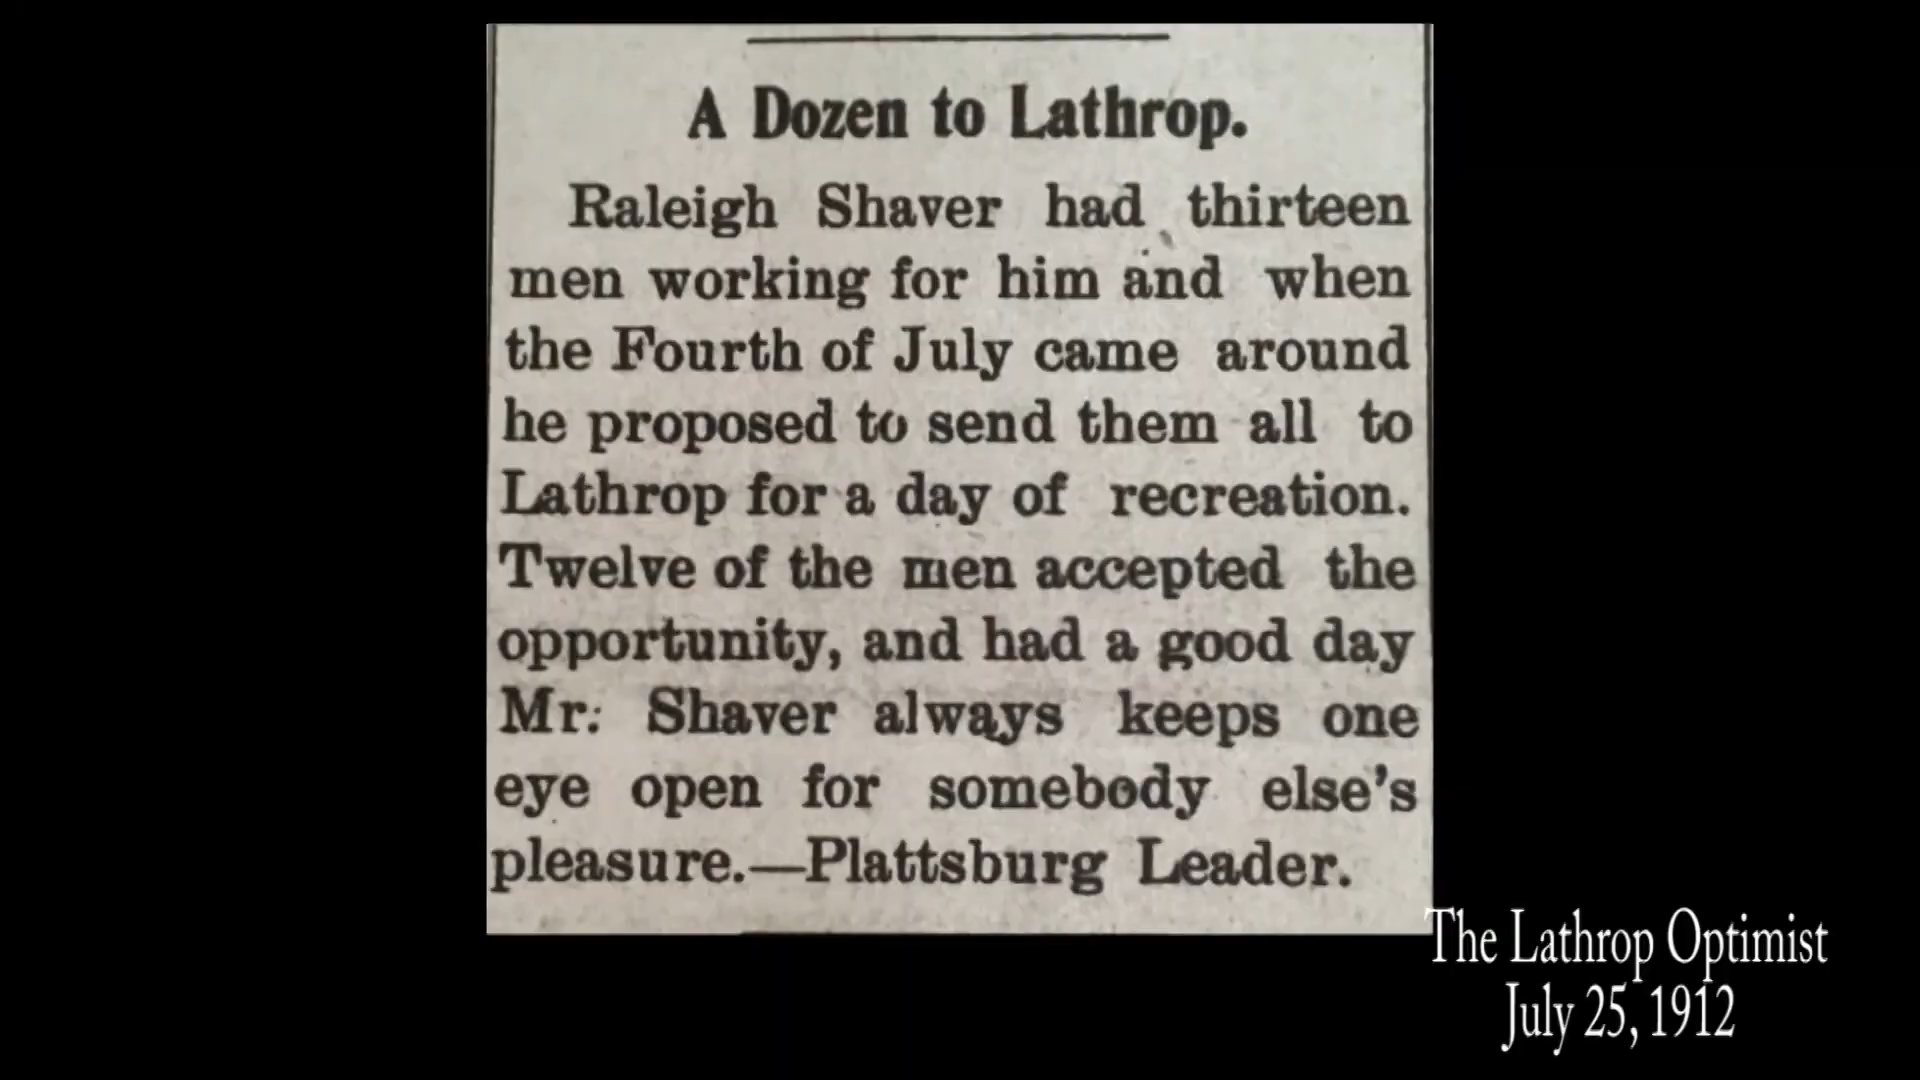 A Dozen to Lathrop.
Raleigh Shaver had thirteen
men working for him and when
the Fourth of July came around
he proposed to send them all to
Lathrop for a day of recreation.
Twelve of the men accepted the
opportunity, and had a good day
Mr. Shaver always keeps one
eye open for somebody else's
pleasure.—Plattsburg Leader.
The Lathrop Optimist
July 25, 1912